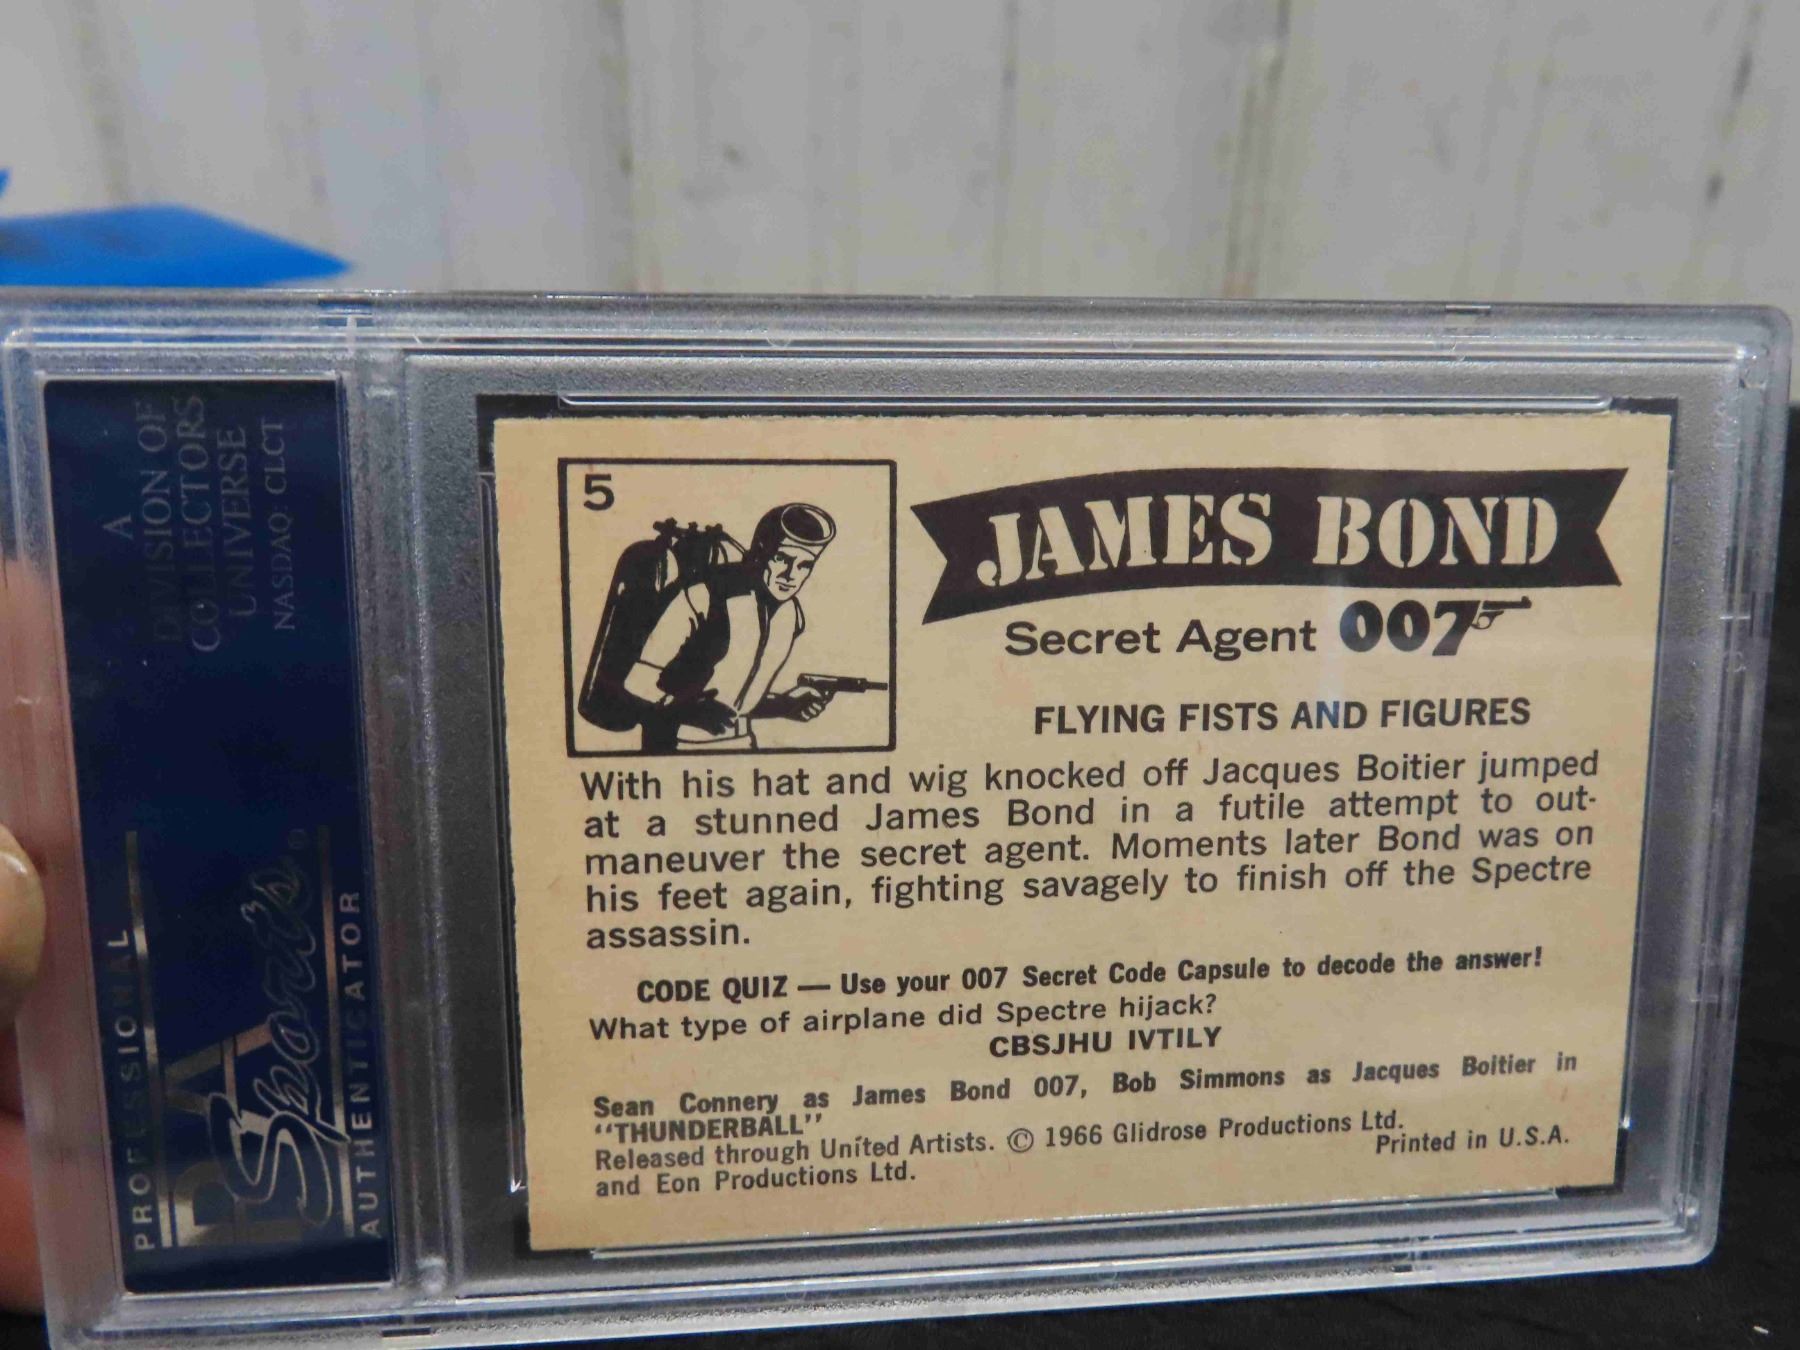 A
DIVISION OF
COLLECTORS
UNIVERSE
NASDAQ: CLCT
PROFESSIONAL
PSA
Sports®
AUTHENTICATOR
5
JAMES BOND
Secret Agent 007
FLYING FISTS AND FIGURES
With his hat and wig knocked off Jacques Boitier jumped
at a stunned James Bond in a futile attempt to out-
maneuver the secret agent. Moments later Bond was on
his feet again, fighting savagely to finish off the Spectre
assassin.
CODE QUIZ — Use your 007 Secret Code Capsule to decode the answer!
What type of airplane did Spectre hijack?
CBSJHU IVTILY
Sean Connery as James Bond 007, Bob Simmons as Jacques Boitier in
“THUNDERBALL”
Released through United Artists. © 1966 Glidrose Productions Ltd.
and Eon Productions Ltd.
Printed in U.S.A.